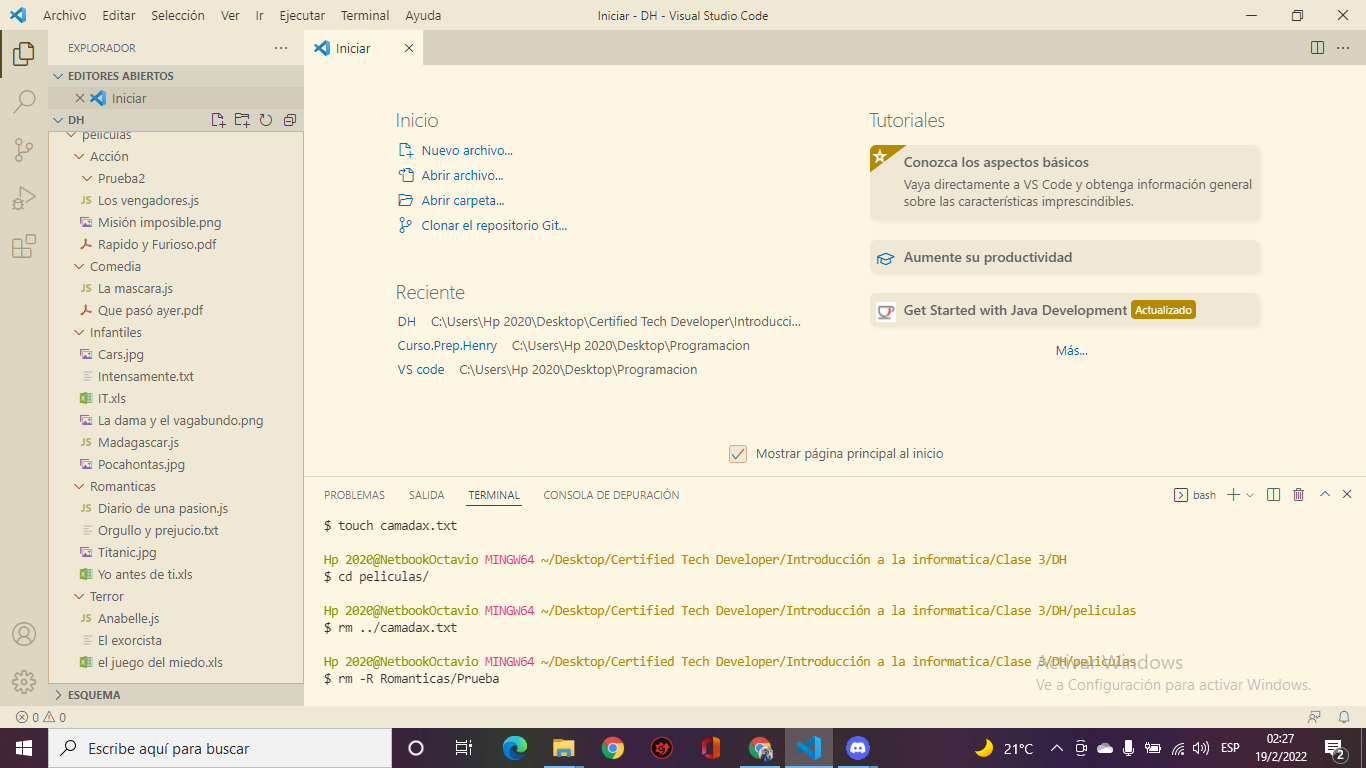 Archivo Editar Selección Ver Ir Ejecutar Terminal Ayuda
Iniciar - DH - Visual Studio Code
EXPLORADOR
EDITORES ABIERTOS
Iniciar
DH
peliculas
Acción
Prueba2
JS Los vengadores.js
Misión imposible.png
Rapido y Furioso.pdf
Comedia
JS La mascara.js
Que pasó ayer.pdf
Infantiles
Cars.jpg
Intensamente.txt
IT.xls
La dama y el vagabundo.png
JS Madagascar.js
Pocahontas.jpg
Romanticas
JS Diario de una pasion.js
Orgullo y prejucio.txt
Titanic.jpg
Yo antes de ti.xls
Terror
JS Anabelle.js
El exorcista
el juego del miedo.xls
ESQUEMA
Iniciar
Inicio
Nuevo archivo...
Abrir archivo...
Abrir carpeta...
Clonar el repositorio Git...
Reciente
DH C:\Users\Hp 2020\Desktop\Certified Tech Developer\Introducci...
Curso.Prep.Henry C:\Users\Hp 2020\Desktop\Programacion
VS code C:\Users\Hp 2020\Desktop\Programacion
Tutoriales
Conozca los aspectos básicos
Vaya directamente a VS Code y obtenga información general
sobre las características imprescindibles.
Aumente su productividad
Get Started with Java Development Actualizado
Más...
Mostrar página principal al inicio
PROBLEMAS SALIDA TERMINAL CONSOLA DE DEPURACIÓN
bash
$ touch camadax.txt
Hp 2020@NetbookOctavio MINGW64 ~/Desktop/Certified Tech Developer/Introducción a la informatica/Clase 3/DH
$ cd peliculas/
Hp 2020@NetbookOctavio MINGW64 ~/Desktop/Certified Tech Developer/Introducción a la informatica/Clase 3/DH/peliculas
$ rm ../camadax.txt
Hp 2020@NetbookOctavio MINGW64 ~/Desktop/Certified Tech Developer/Introducción a la informatica/Clase 3/DH/peliculas
$ rm -R Romanticas/Prueba
Activar Windows
Ve a Configuración para activar Windows.
0 0
Escribe aquí para buscar
21°C
ESP
02:27
19/2/2022
2